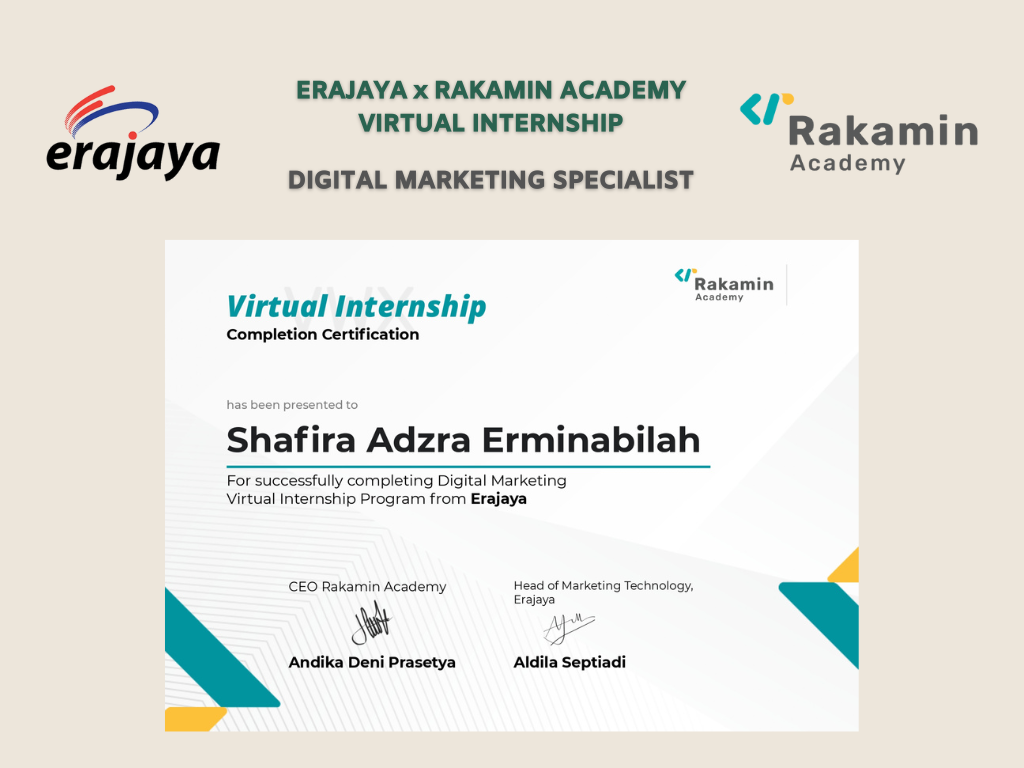 erajaya
ERAJAYA x RAKAMIN ACADEMY
VIRTUAL INTERNSHIP
DIGITAL MARKETING SPECIALIST
Rakamin
Academy
Rakamin
Academy
VWX
Virtual Internship
Completion Certification
has been presented to
Shafira Adzra Erminabilah
For successfully completing Digital Marketing
Virtual Internship Program from Erajaya
CEO Rakamin Academy
Andika Deni Prasetya
Head of Marketing Technology,
Erajaya
Aldila Septiadi